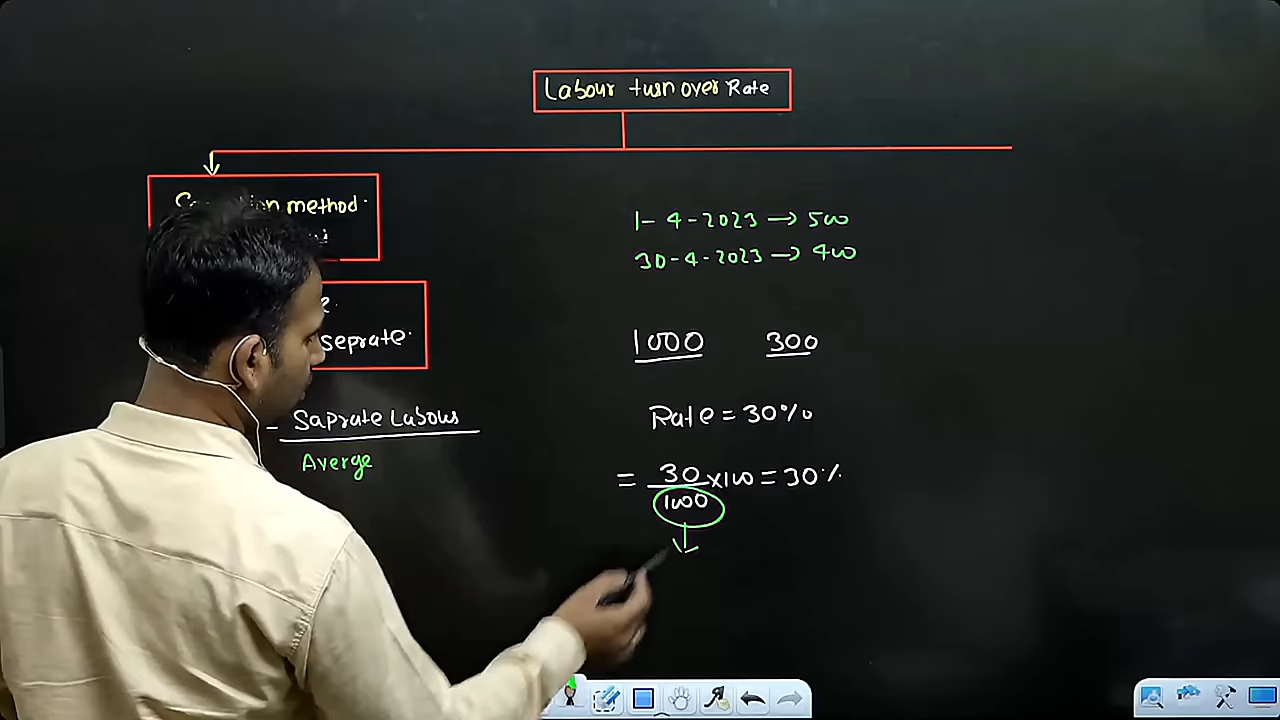 Labour turn over Rate
method.
seprate.
Saprate Labour
Averge
1-4-2023 → 500
30-4-2023 → 400
1000 300
Rate = 30%
= 30/1000 ×100 = 30%